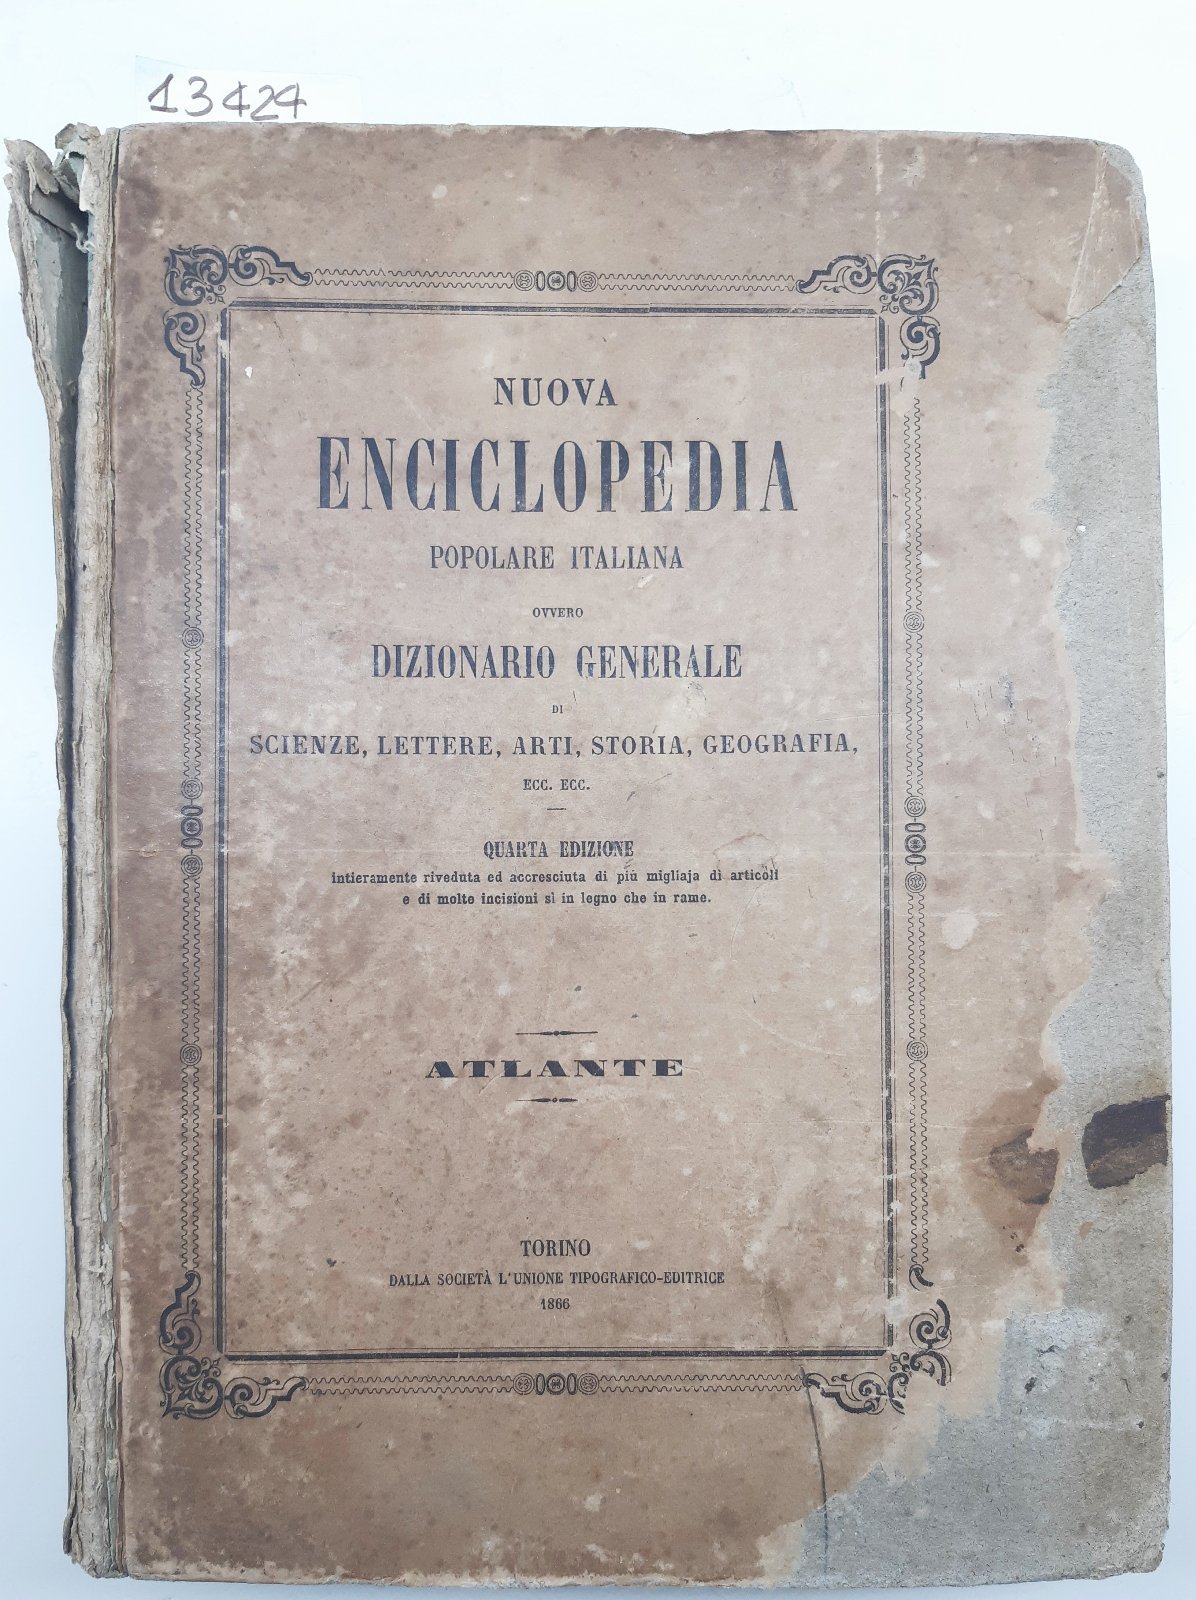 13424
NUOVA
ENCICLOPEDIA
POPOLARE ITALIANA
OVVERO
DIZIONARIO GENERALE
DI
SCIENZE, LETTERE, ARTI, STORIA, GEOGRAFIA,
ECC. ECC.
QUARTA EDIZIONE
intieramente riveduta ed accresciuta di più migliaja di articoli
e di molte incisioni sì in legno che in rame.
ATLANTE
TORINO
DALLA SOCIETÀ L'UNIONE TIPOGRAFICO-EDITRICE
1866